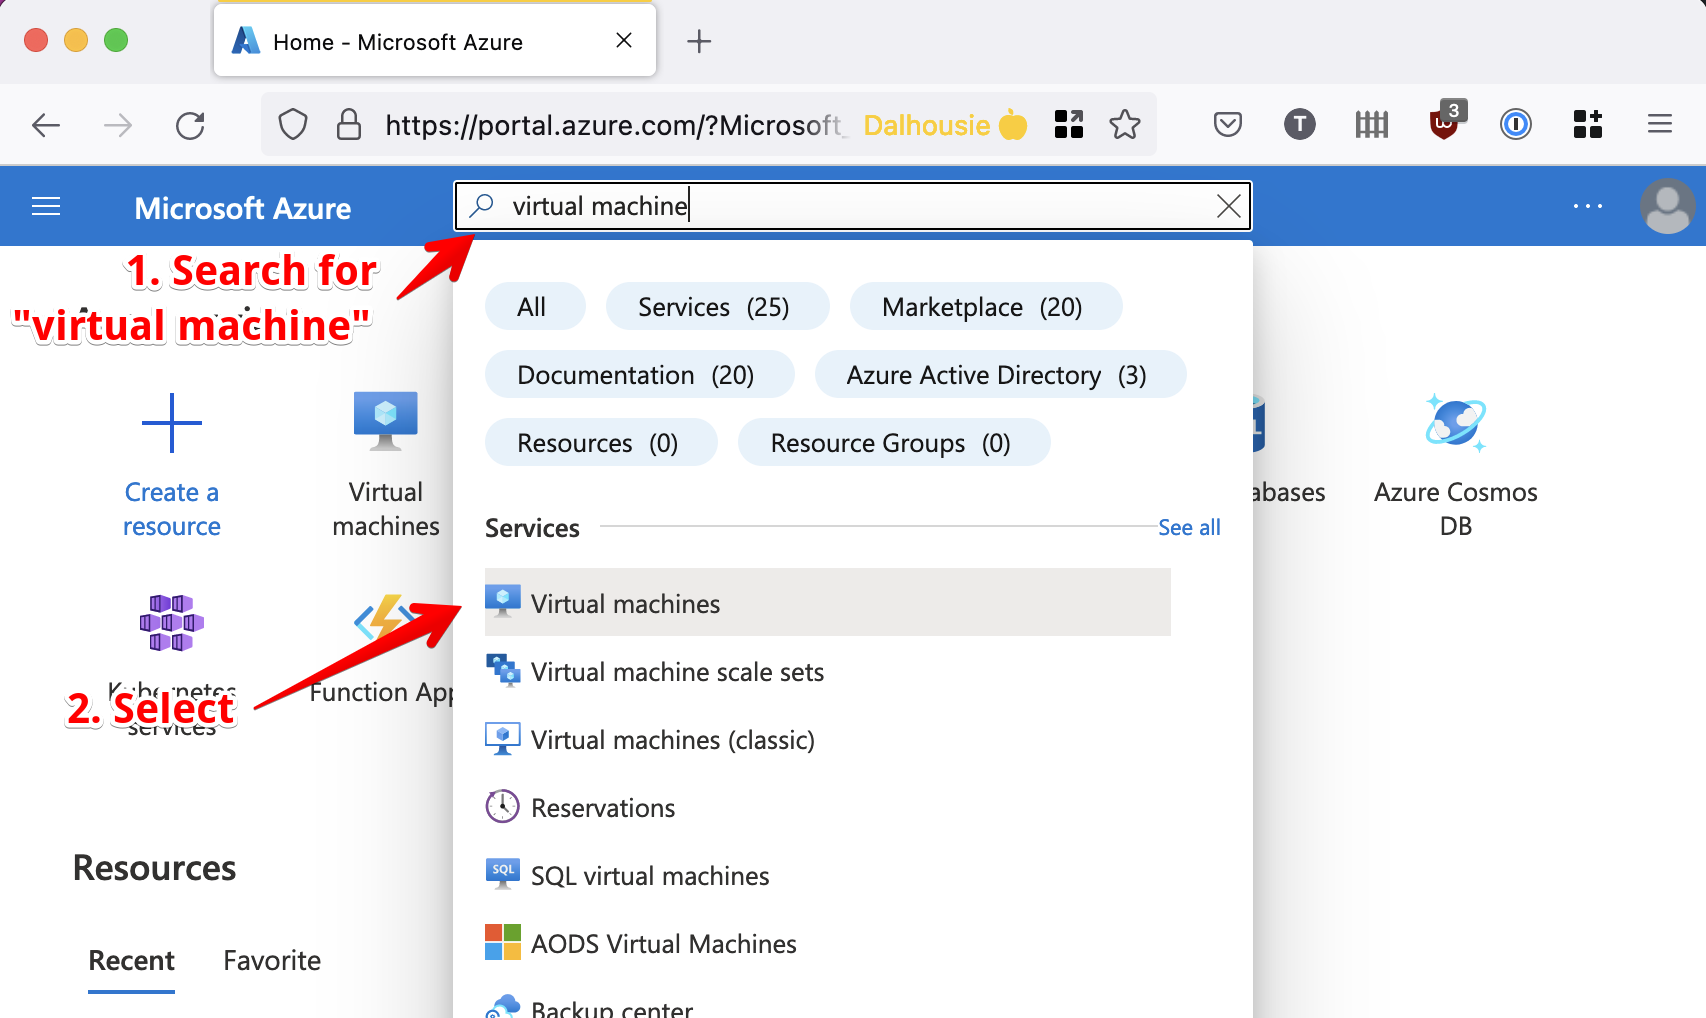 Home - Microsoft Azure
https://portal.azure.com/?Microsoft_ Dalhousie
T
3
Microsoft Azure
virtual machine
1. Search for
"virtual machine"
All Services (25) Marketplace (20)
Documentation (20) Azure Active Directory (3)
Resources (0) Resource Groups (0)
Create a
resource
Virtual
machines
abases
Azure Cosmos
DB
Services See all
Virtual machines
Virtual machine scale sets
Virtual machines (classic)
Reservations
SQL
SQL virtual machines
AODS Virtual Machines
Backup center
Kubernetes
services
Function App
2. Select
Resources
Recent Favorite